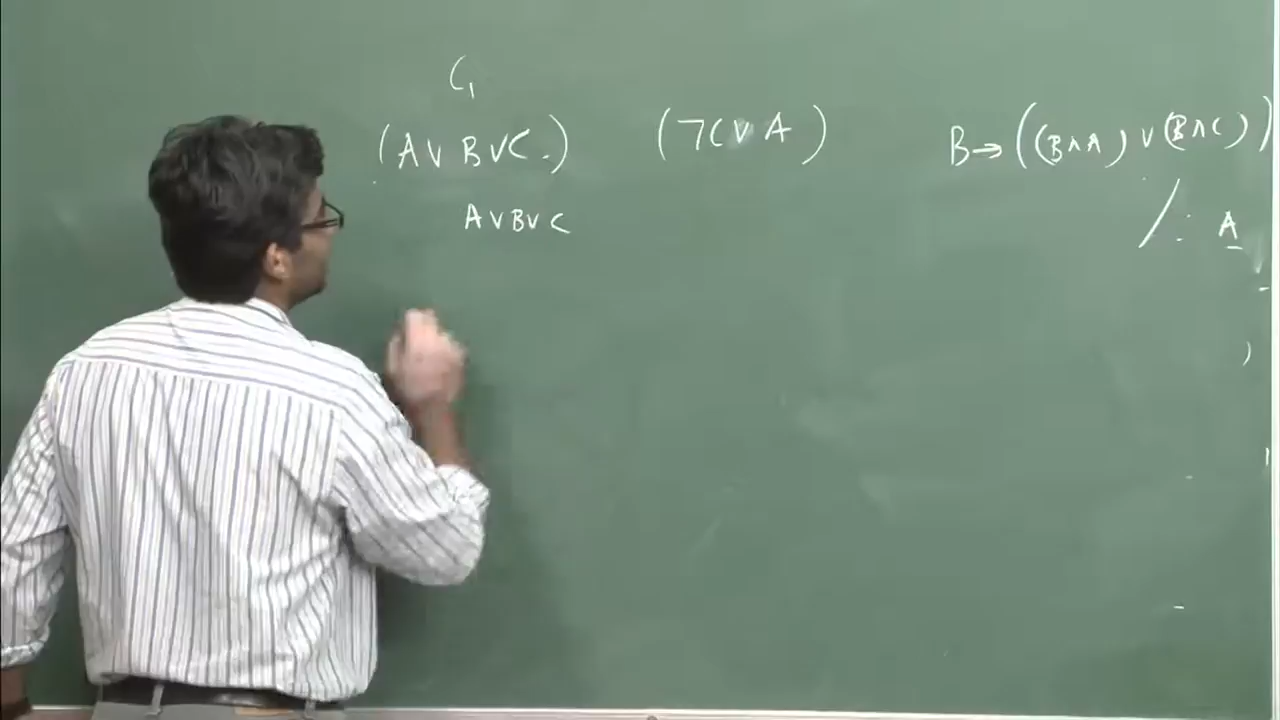 C1
(A ∨ B ∨ C.) (¬C ∨ A) B → ((B ∧ A) ∨ (B ∧ C))
A ∨ B ∨ C /∴ A